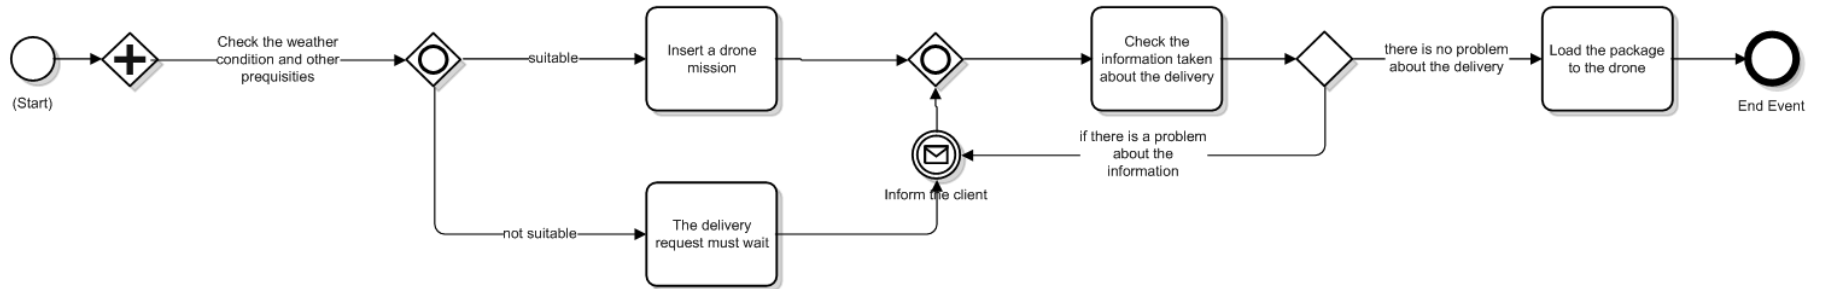 (Start)
Check the weather
condition and other
prequisities
suitable
Insert a drone
mission
not suitable
The delivery
request must wait
Inform the client
Check the
information taken
about the delivery
if there is a problem
about the
information
there is no problem
about the delivery
Load the package
to the drone
End Event